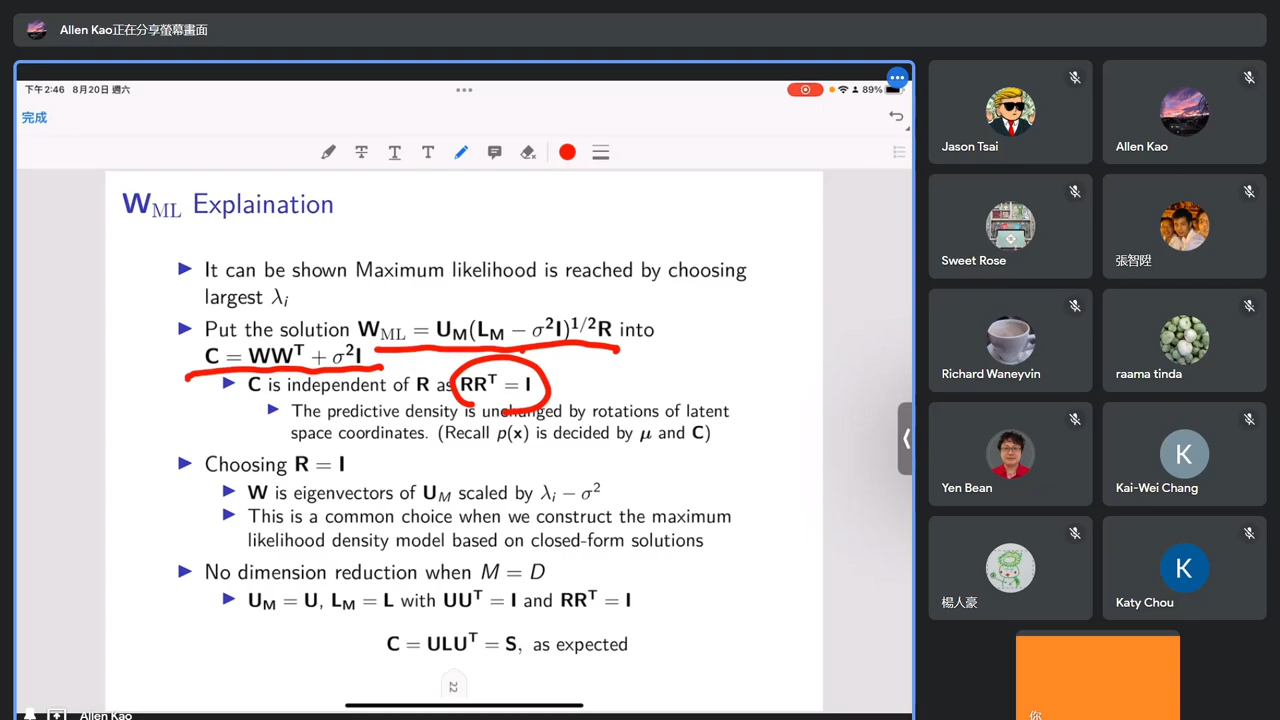 Allen Kao正在分享螢幕畫面
下午2:46 8月20日 週六
89%
完成
W_ML Explaination
It can be shown Maximum likelihood is reached by choosing
largest λ_i
Put the solution W_ML = U_M(L_M − σ²I)^{1/2}R into
C = WW^T + σ²I
C is independent of R as RR^T = I
The predictive density is unchanged by rotations of latent
space coordinates. (Recall p(x) is decided by μ and C)
Choosing R = I
W is eigenvectors of U_M scaled by λ_i − σ²
This is a common choice when we construct the maximum
likelihood density model based on closed-form solutions
No dimension reduction when M = D
U_M = U, L_M = L with UU^T = I and RR^T = I
C = ULU^T = S, as expected
22
Allen Kao
Jason Tsai
Allen Kao
Sweet Rose
張智陞
Richard Waneyvin
raama tinda
Yen Bean
K
Kai-Wei Chang
楊人豪
K
Katy Chou
你